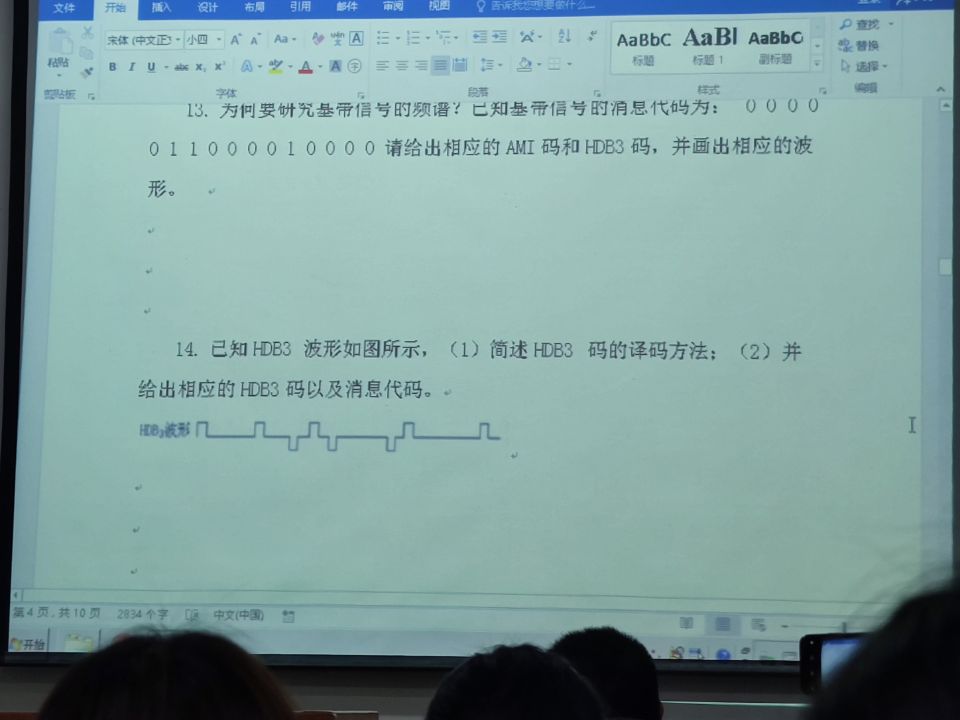 文件 开始 插入 设计 布局 引用 邮件 审阅 视图 告诉我您想要做什么...
宋体 (中文正 小四 A A Aa A 查找
粘贴 B I U abc X₂ X² A A A AaBbC AaBl AaBbC 替换
标题 标题 1 副标题 选择
剪贴板 字体 段落 样式 编辑
13. 为何要研究基带信号的频谱？已知基带信号的消息代码为： 0 0 0 0
0 1 1 0 0 0 0 1 0 0 0 0 请给出相应的 AMI 码和 HDB3 码，并画出相应的波
形。
14. 已知 HDB3 波形如图所示，（1）简述 HDB3 码的译码方法；（2）并
给出相应的 HDB3 码以及消息代码。
HDB₃波形
第 4 页，共 10 页 2834 个字 中文(中国)
开始